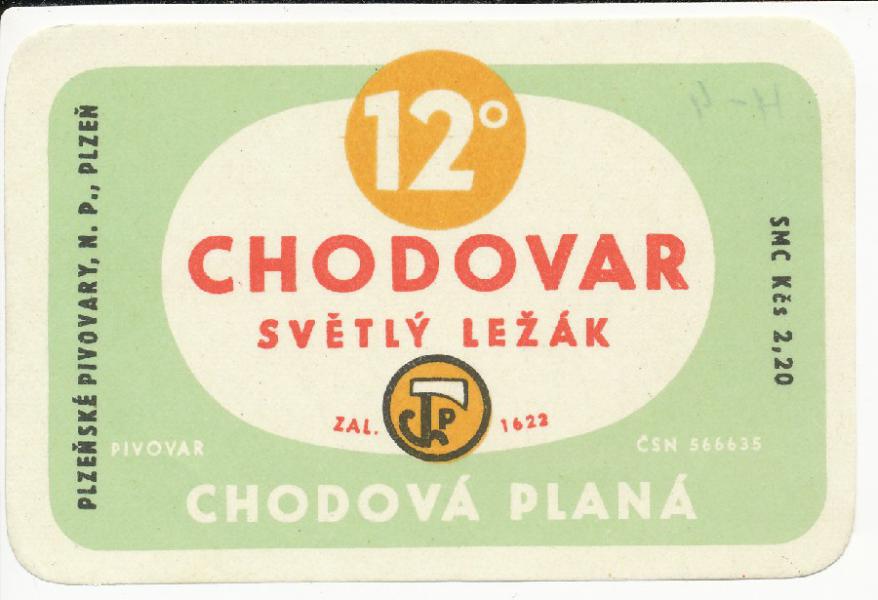 12°
CHODOVAR
SVĚTLÝ LEŽÁK
ZAL. 1622
PIVOVAR
ČSN 566635
CHODOVÁ PLANÁ
PLZEŇSKÉ PIVOVARY, N. P., PLZEŇ
SMC Kčs 2,20